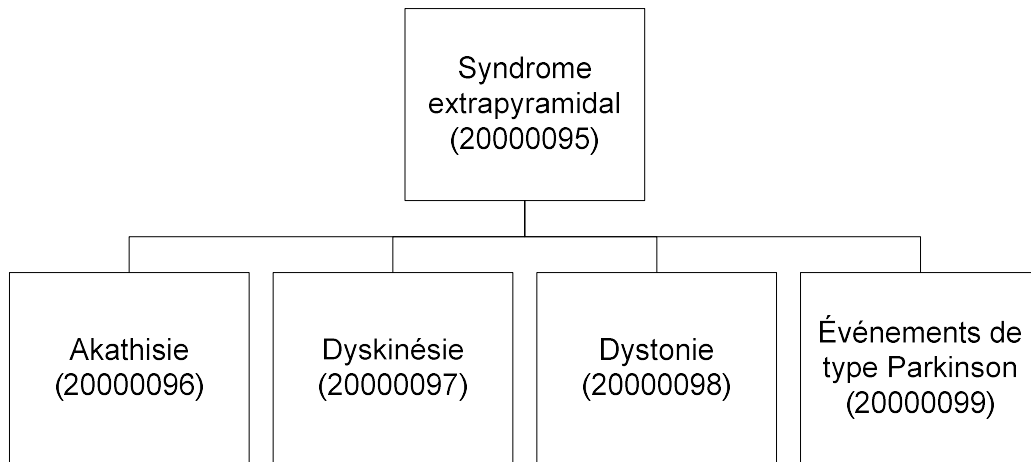 Syndrome
extrapyramidal
(20000095)
Akathisie
(20000096)
Dyskinésie
(20000097)
Dystonie
(20000098)
Événements de
type Parkinson
(20000099)